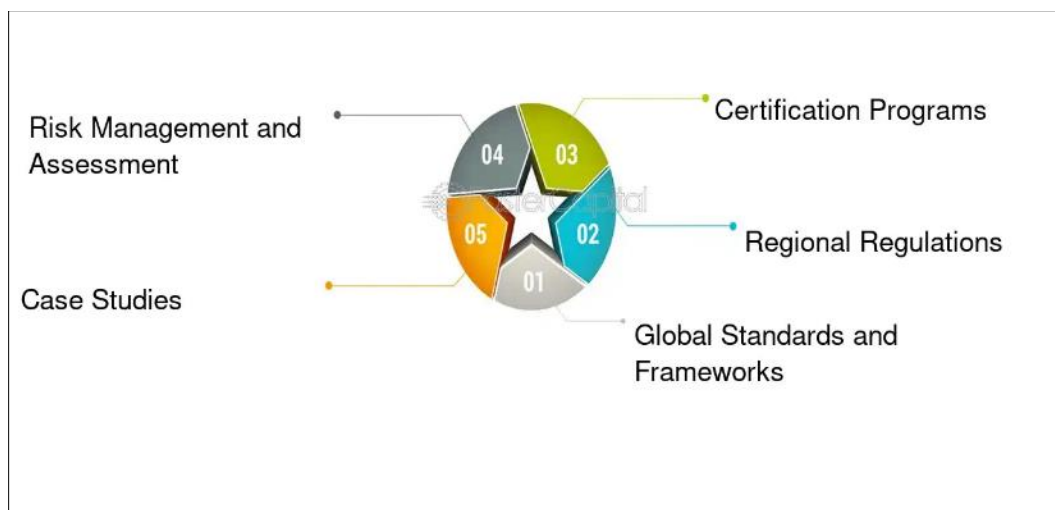 Risk Management and
Assessment
Certification Programs
04
03
FasterCapital
05
02
Regional Regulations
01
Case Studies
Global Standards and
Frameworks